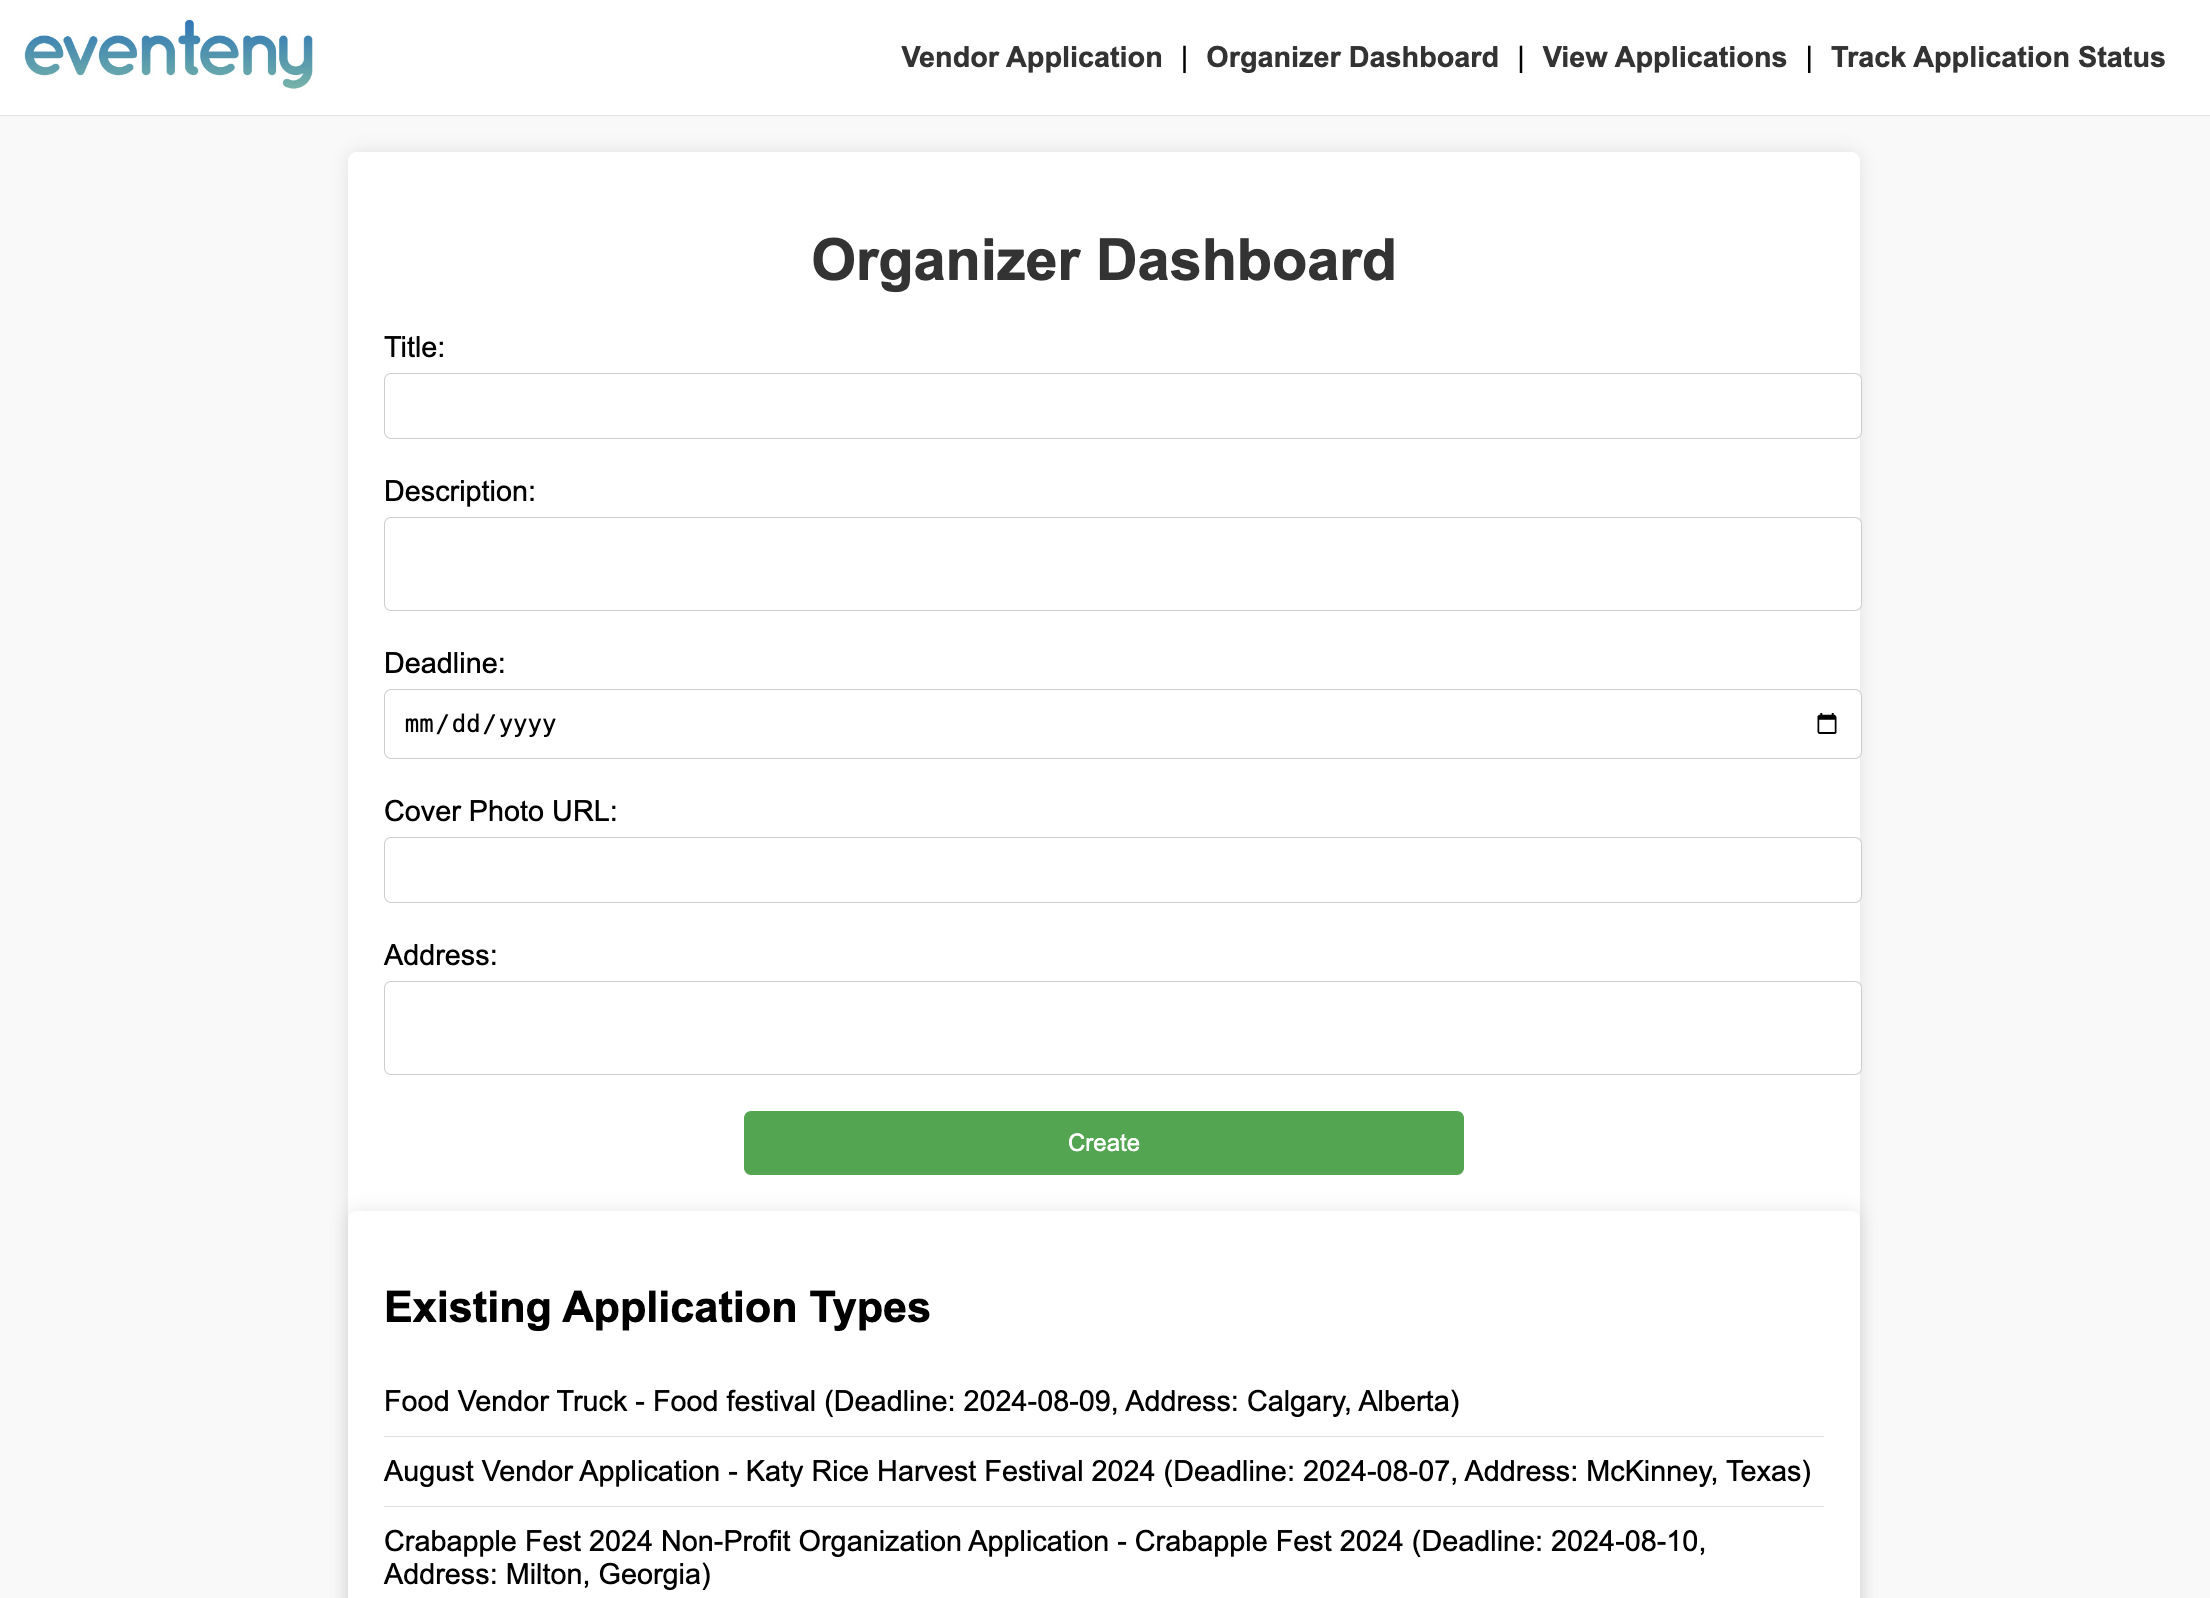 eventeny
Vendor Application | Organizer Dashboard | View Applications | Track Application Status
Organizer Dashboard
Title:
Description:
Deadline:
mm/dd/yyyy
Cover Photo URL:
Address:
Create
Existing Application Types
Food Vendor Truck - Food festival (Deadline: 2024-08-09, Address: Calgary, Alberta)
August Vendor Application - Katy Rice Harvest Festival 2024 (Deadline: 2024-08-07, Address: McKinney, Texas)
Crabapple Fest 2024 Non-Profit Organization Application - Crabapple Fest 2024 (Deadline: 2024-08-10,
Address: Milton, Georgia)